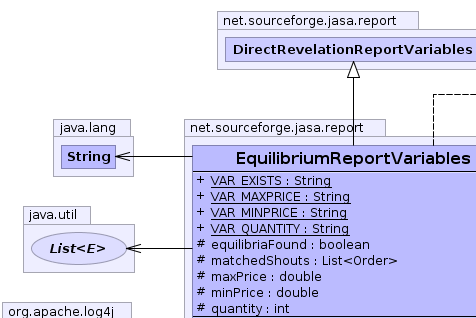 net.sourceforge.jasa.report
DirectRevelationReportVariables
java.lang
String
net.sourceforge.jasa.report
EquilibriumReportVariables
+ VAR_EXISTS : String
+ VAR_MAXPRICE : String
+ VAR_MINPRICE : String
+ VAR_QUANTITY : String
# equilibriaFound : boolean
# matchedShouts : List<Order>
# maxPrice : double
# minPrice : double
# quantity : int
java.util
List<E>
org.apache.log4j